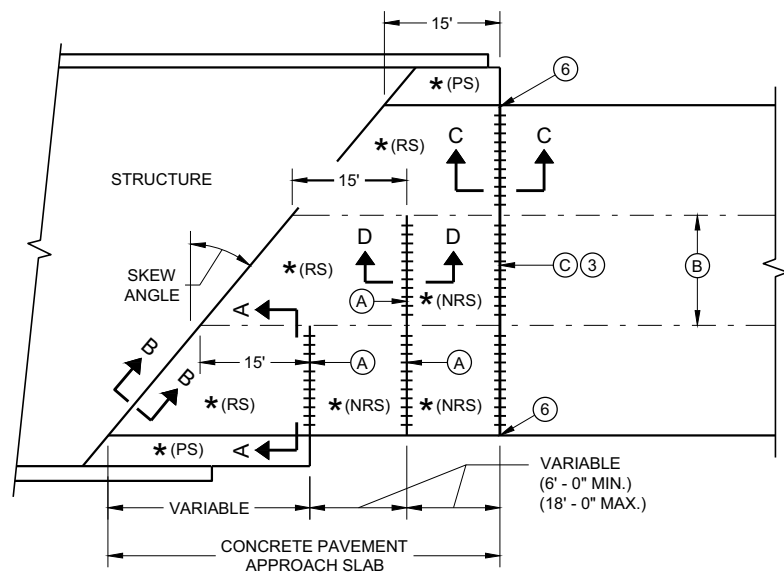 15'
6
*(PS)
*(RS)
C C
STRUCTURE
15'
D D
C 3
B
SKEW
ANGLE
*(RS)
A
*(NRS)
A
B
B
15'
A
A
*(RS)
*(NRS)
*(NRS)
6
A
*(PS)
VARIABLE
(6' - 0" MIN.)
(18' - 0" MAX.)
VARIABLE
CONCRETE PAVEMENT
APPROACH SLAB